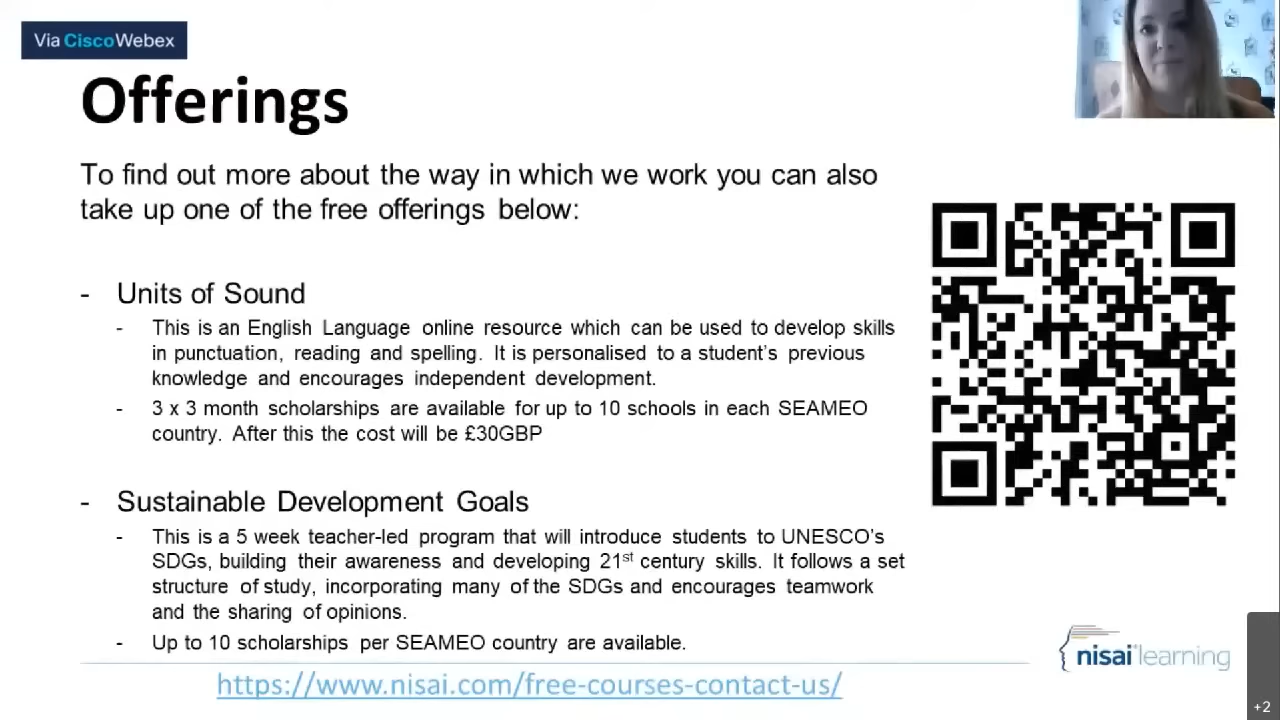 Via CiscoWebex
Offerings
To find out more about the way in which we work you can also
take up one of the free offerings below:
- Units of Sound
- This is an English Language online resource which can be used to develop skills
in punctuation, reading and spelling. It is personalised to a student's previous
knowledge and encourages independent development.
- 3 x 3 month scholarships are available for up to 10 schools in each SEAMEO
country. After this the cost will be £30GBP
- Sustainable Development Goals
- This is a 5 week teacher-led program that will introduce students to UNESCO's
SDGs, building their awareness and developing 21st century skills. It follows a set
structure of study, incorporating many of the SDGs and encourages teamwork
and the sharing of opinions.
- Up to 10 scholarships per SEAMEO country are available.
nisai learning
https://www.nisai.com/free-courses-contact-us/
+2